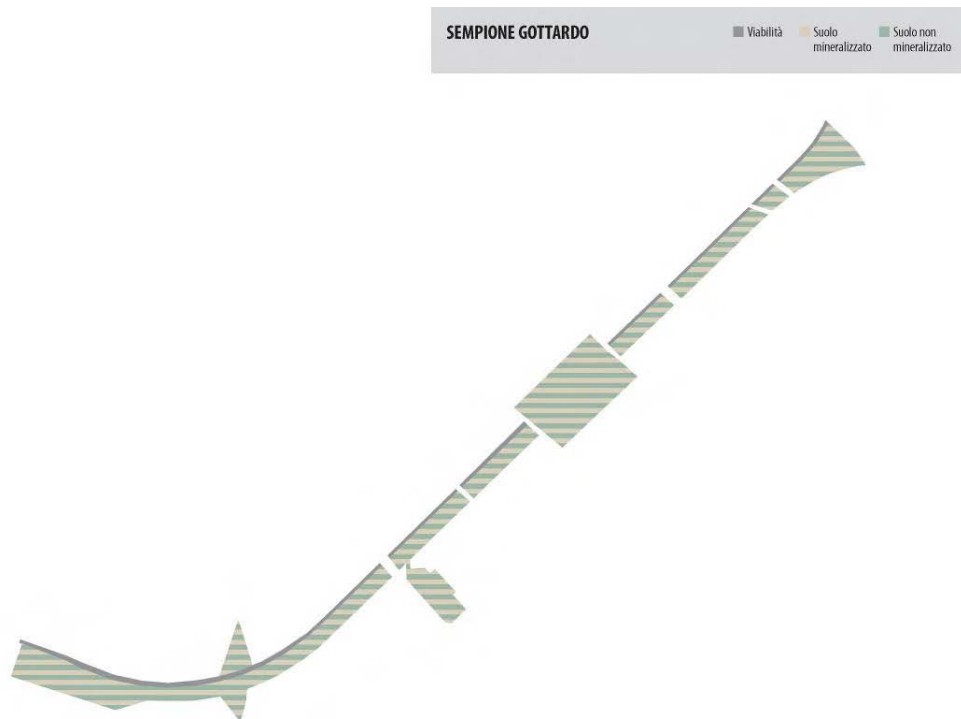 SEMPIONE GOTTARDO
Viabilità
Suolo
mineralizzato
Suolo non
mineralizzato